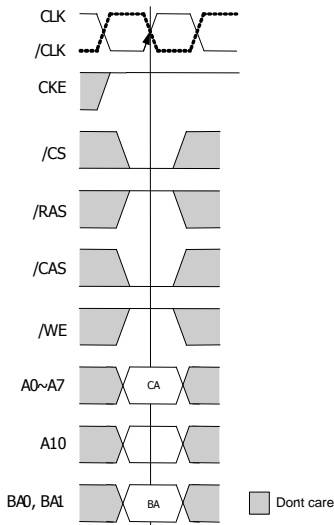 CLK
/CLK
CKE
/CS
/RAS
/CAS
/WE
A0~A7
CA
A10
BA0, BA1
BA
Dont care